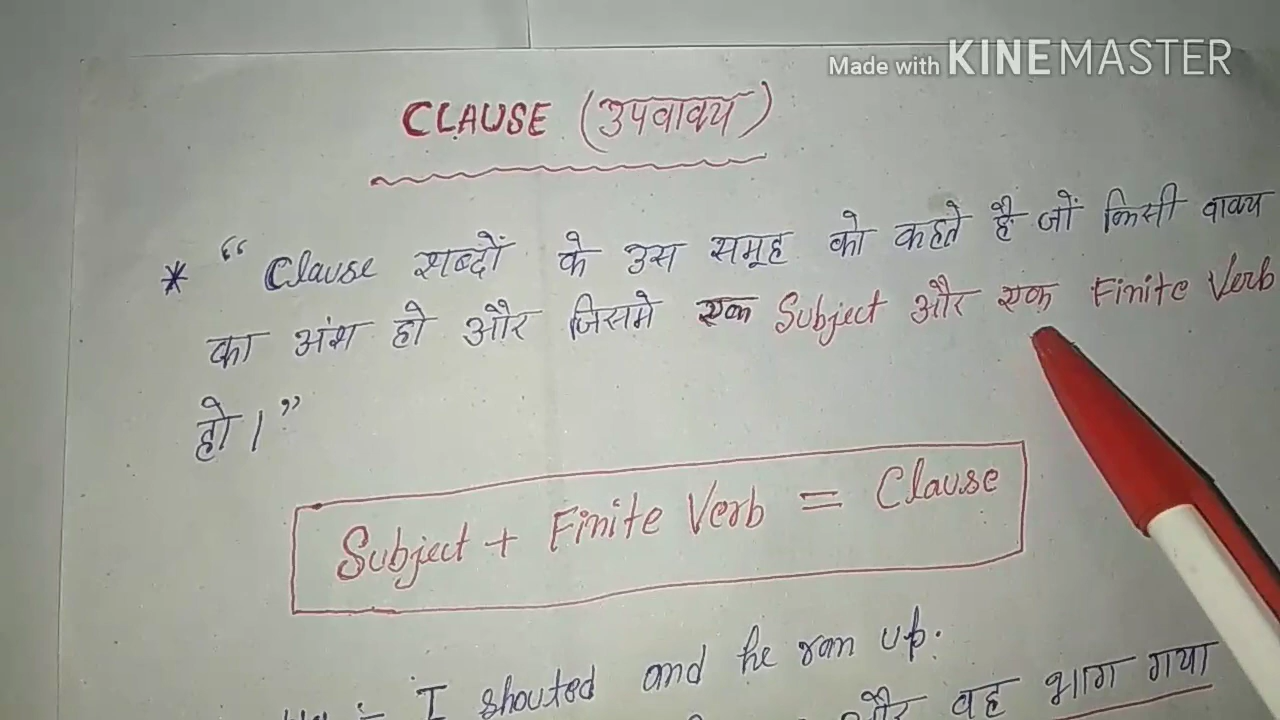 Made with KINEMASTER
CLAUSE (उपवाक्य)
* “ Clause शब्दों के उस समूह को कहते हैं जों किसी वाक्य
का अंश हो और जिसमे एक Subject और एक Finite Verb
हो। ”
Subject + Finite Verb = Clause
:- I shouted and he ran up.
और वह भाग गया